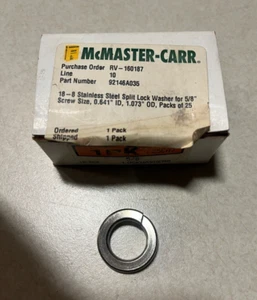 McMASTER-CARR
Purchase Order RV-160187
Line 10
Part Number 92146A035
18-8 Stainless Steel Split Lock Washer for 5/8"
Screw Size, 0.641" ID, 1.073" OD, Packs of 25
Ordered 1 Pack
Shipped 1 Pack